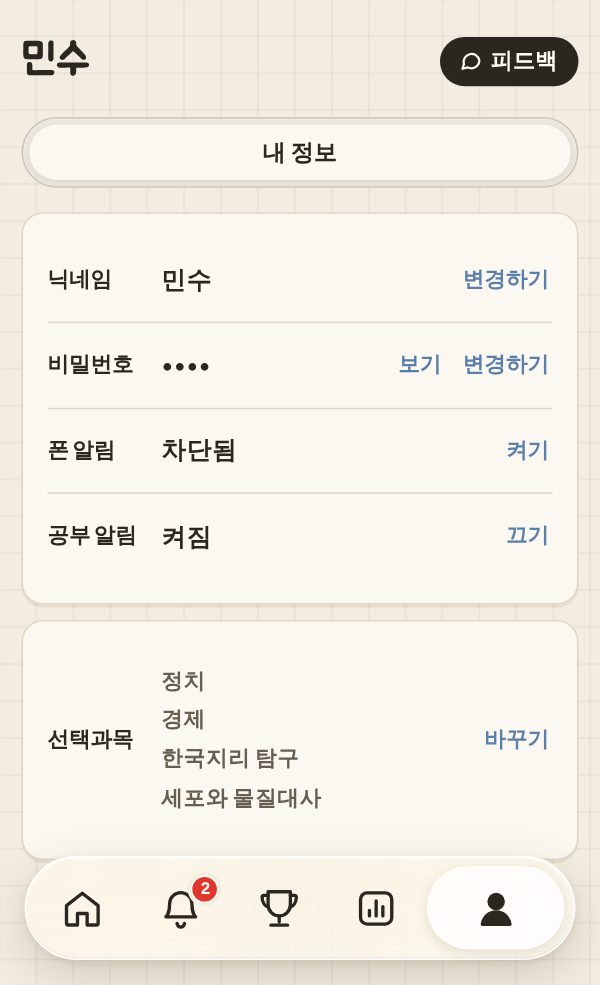 민수
피드백
내 정보
닉네임 민수 변경하기
비밀번호 •••• 보기 변경하기
폰 알림 차단됨 켜기
공부 알림 켜짐 끄기
정치
경제
선택과목 바꾸기
한국지리 탐구
세포와 물질대사
2